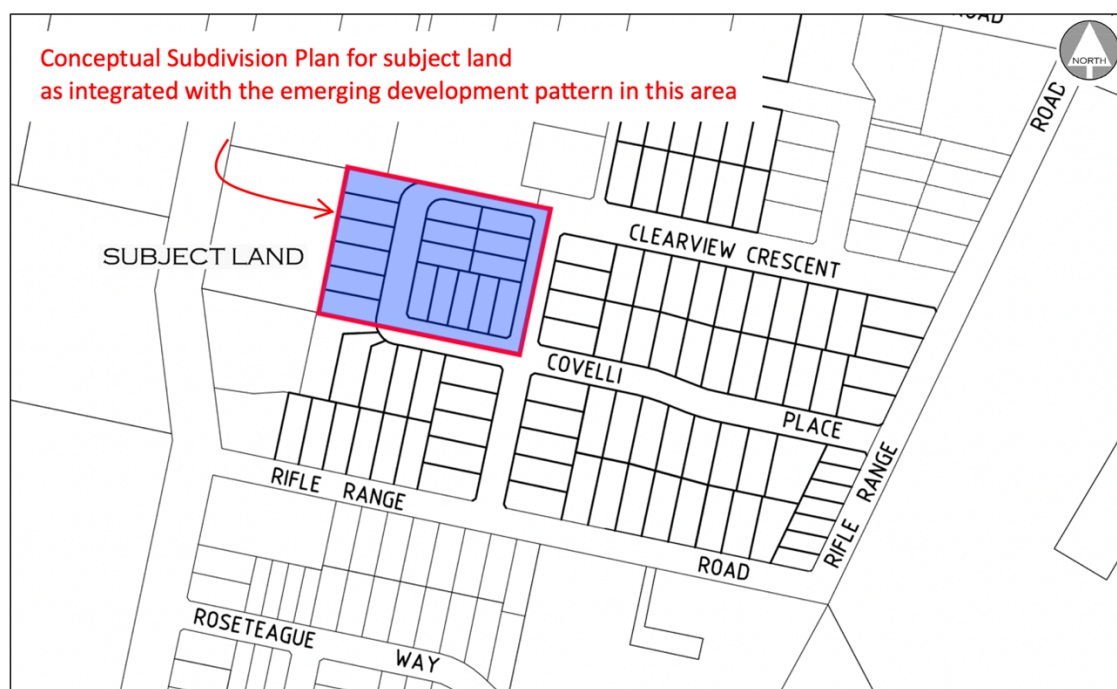 ROAD
Conceptual Subdivision Plan for subject land
as integrated with the emerging development pattern in this area
NORTH
ROAD
SUBJECT LAND
CLEARVIEW CRESCENT
COVELLI
PLACE
RIFLE RANGE
ROAD
RIFLE RANGE
ROSETEAGUE
WAY